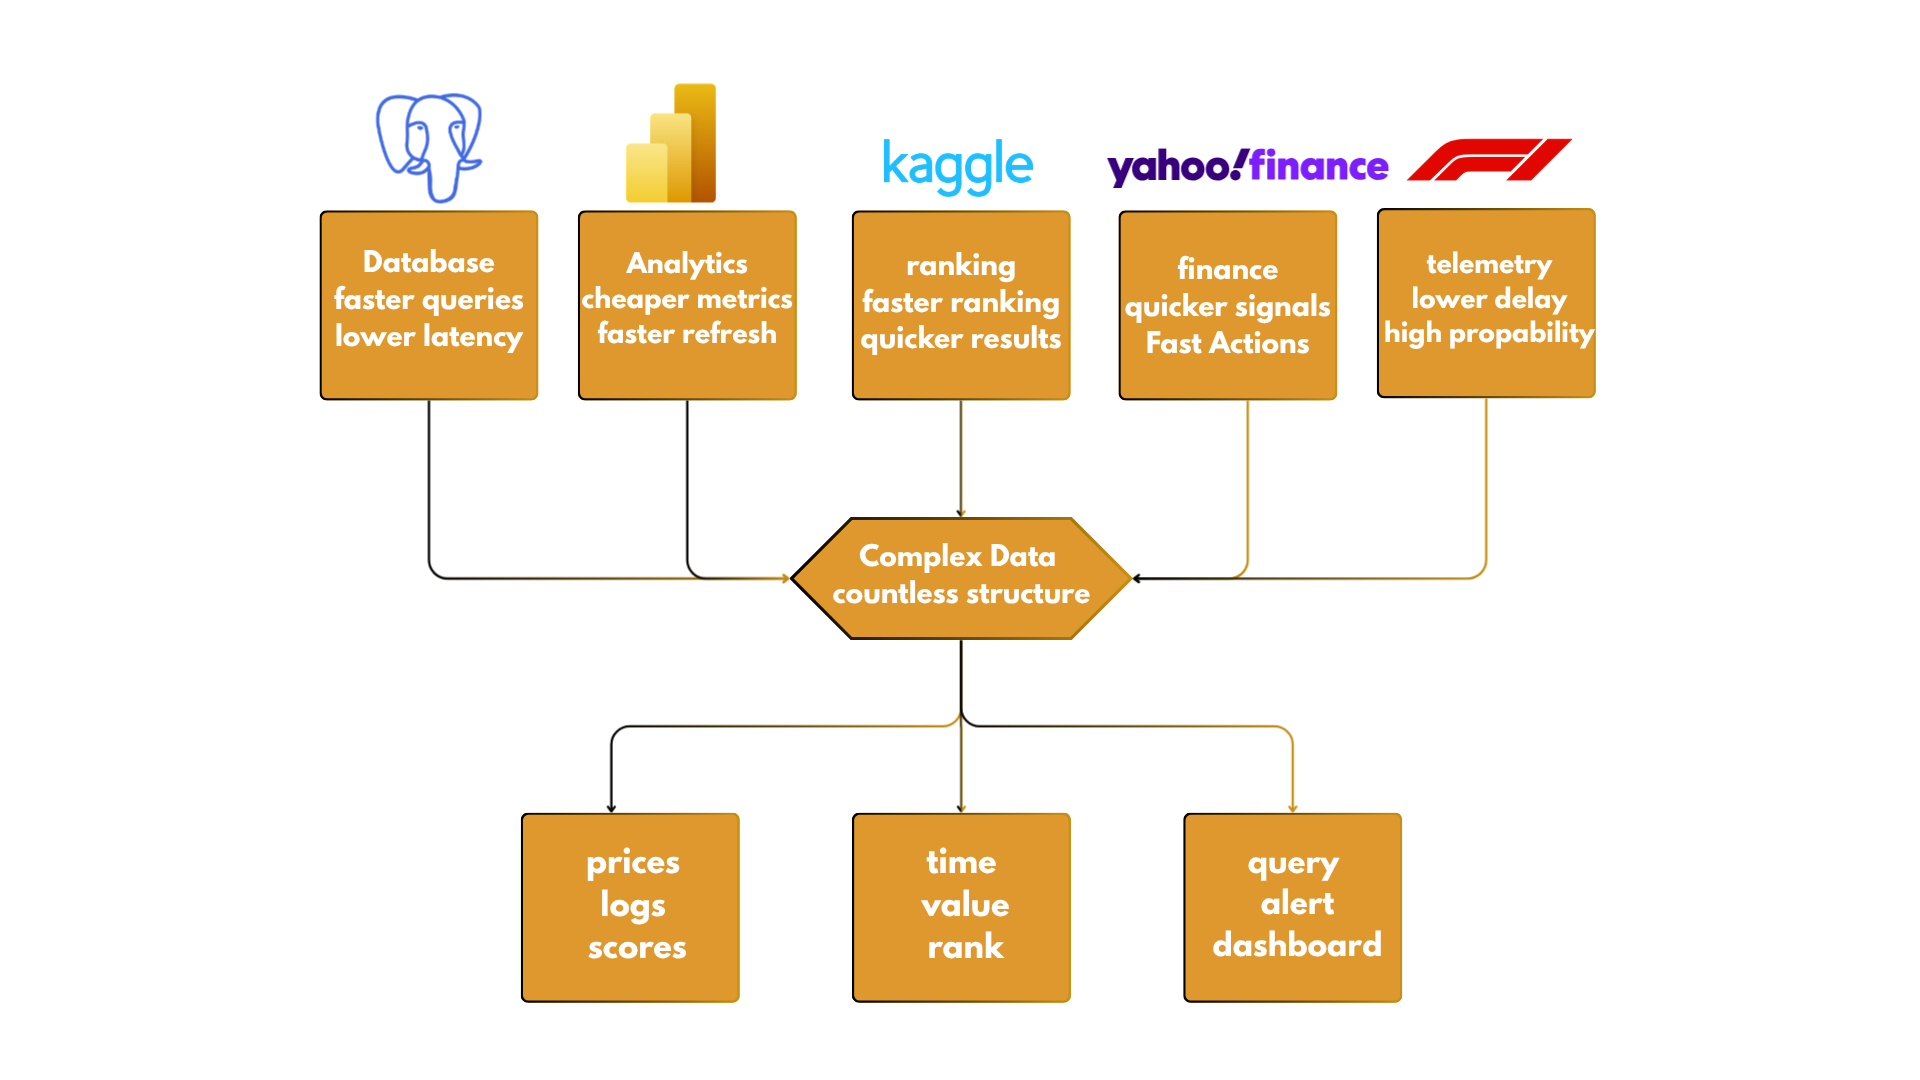 kaggle
yahoo!finance
F1
Database
faster queries
lower latency
Analytics
cheaper metrics
faster refresh
ranking
faster ranking
quicker results
finance
quicker signals
Fast Actions
telemetry
lower delay
high propability
Complex Data
countless structure
prices
logs
scores
time
value
rank
query
alert
dashboard